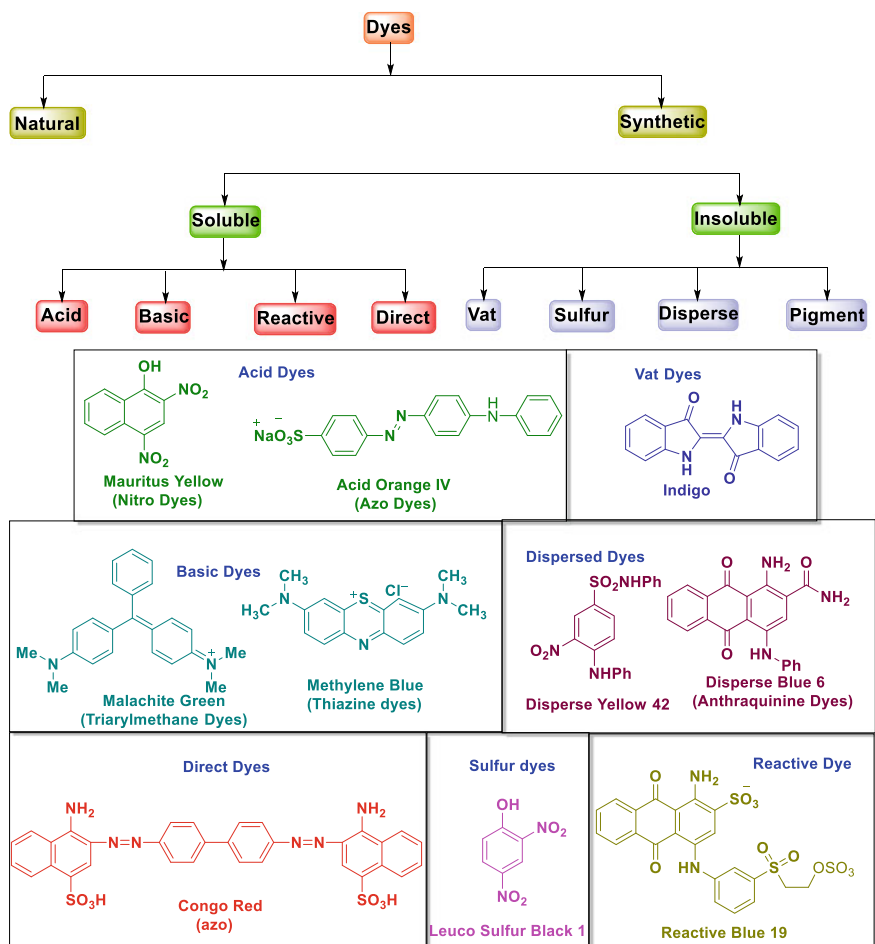 Dyes
Natural
Synthetic
Soluble
Insoluble
Acid
Basic
Reactive
Direct
Vat
Sulfur
Disperse
Pigment
Acid Dyes
OH
NO2
NO2
Mauritus Yellow
(Nitro Dyes)
+ −
NaO3S
N
N
H
N
Acid Orange IV
(Azo Dyes)
Vat Dyes
O
H
N
N
H
O
Indigo
Basic Dyes
Me
N
Me
+
N
Me
Me
Malachite Green
(Triarylmethane Dyes)
CH3
N
H3C
+
S
Cl−
N
CH3
N
CH3
Methylene Blue
(Thiazine dyes)
Dispersed Dyes
SO2NHPh
O2N
NHPh
Disperse Yellow 42
O
NH2
O
NH2
O
HN
Ph
Disperse Blue 6
(Anthraquinine Dyes)
Direct Dyes
NH2
N=N
N=N
NH2
SO3H
SO3H
Congo Red
(azo)
Sulfur dyes
OH
NO2
NO2
Leuco Sulfur Black 1
Reactive Dye
O
NH2
−
SO3
O
HN
O
S
O
OSO3
Reactive Blue 19